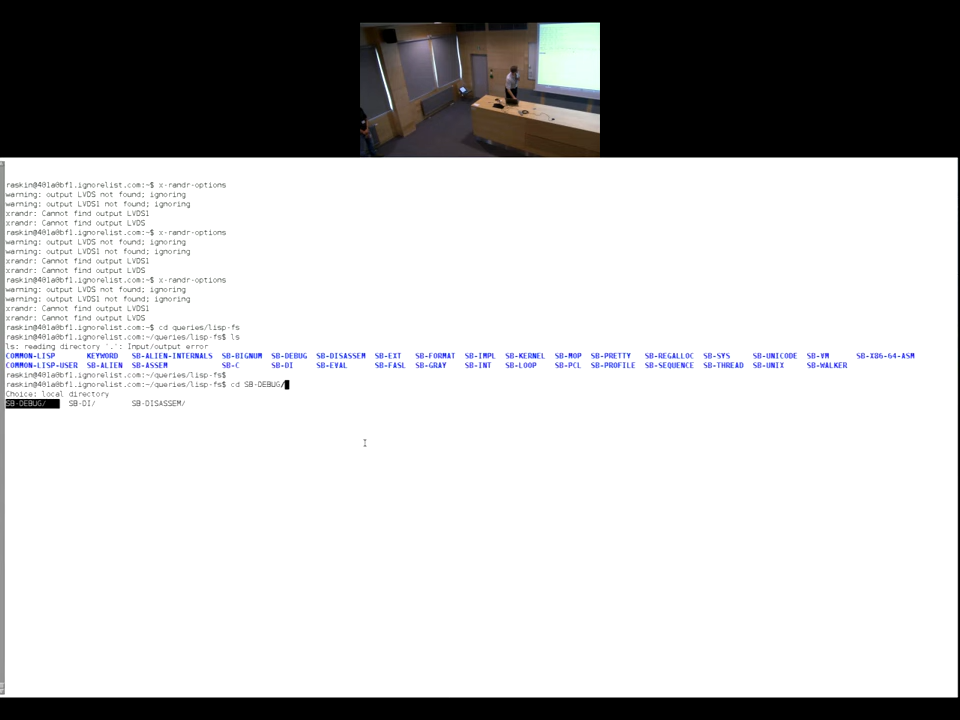 raskin@401a0bf1.ignorelist.com:~$ x-randr-options
warning: output LVDS not found; ignoring
warning: output LVDS1 not found; ignoring
xrandr: Cannot find output LVDS1
xrandr: Cannot find output LVDS
raskin@401a0bf1.ignorelist.com:~$ x-randr-options
warning: output LVDS not found; ignoring
warning: output LVDS1 not found; ignoring
xrandr: Cannot find output LVDS1
xrandr: Cannot find output LVDS
raskin@401a0bf1.ignorelist.com:~$ x-randr-options
warning: output LVDS not found; ignoring
warning: output LVDS1 not found; ignoring
xrandr: Cannot find output LVDS1
xrandr: Cannot find output LVDS
raskin@401a0bf1.ignorelist.com:~$ cd queries/lisp-fs
raskin@401a0bf1.ignorelist.com:~/queries/lisp-fs$ ls
ls: reading directory `.': Input/output error
COMMON-LISP KEYWORD SB-ALIEN-INTERNALS SB-BIGNUM SB-DEBUG SB-DISASSEM SB-EXT SB-FORMAT SB-IMPL SB-KERNEL SB-MOP SB-PRETTY SB-REGALLOC SB-SYS SB-UNICODE SB-VM SB-X86-64-ASM
COMMON-LISP-USER SB-ALIEN SB-ASSEM SB-C SB-DI SB-EVAL SB-FASL SB-GRAY SB-INT SB-LOOP SB-PCL SB-PROFILE SB-SEQUENCE SB-THREAD SB-UNIX SB-WALKER
raskin@401a0bf1.ignorelist.com:~/queries/lisp-fs$
raskin@401a0bf1.ignorelist.com:~/queries/lisp-fs$ cd SB-DEBUG/
Choice: local directory
SB-DEBUG/ SB-DI/ SB-DISASSEM/